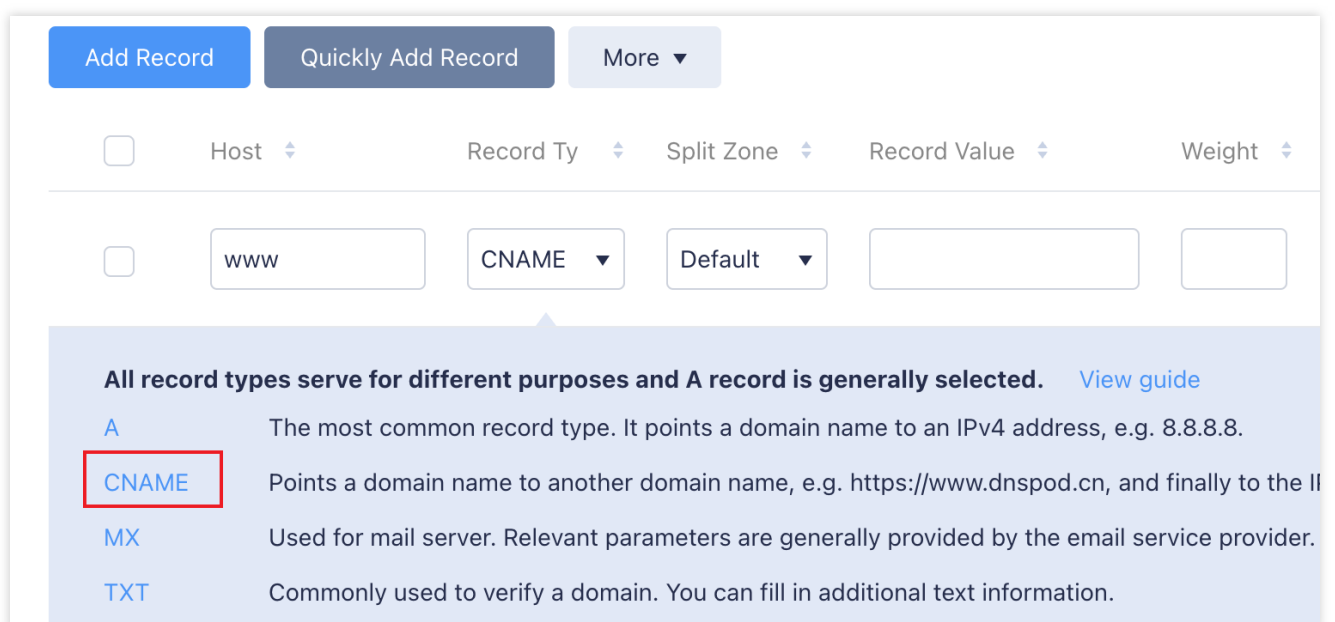 Add Record Quickly Add Record More
Host Record Ty Split Zone Record Value Weight
www CNAME Default
All record types serve for different purposes and A record is generally selected. View guide
A The most common record type. It points a domain name to an IPv4 address, e.g. 8.8.8.8.
CNAME Points a domain name to another domain name, e.g. https://www.dnspod.cn, and finally to the
MX Used for mail server. Relevant parameters are generally provided by the email service provider.
TXT Commonly used to verify a domain. You can fill in additional text information.